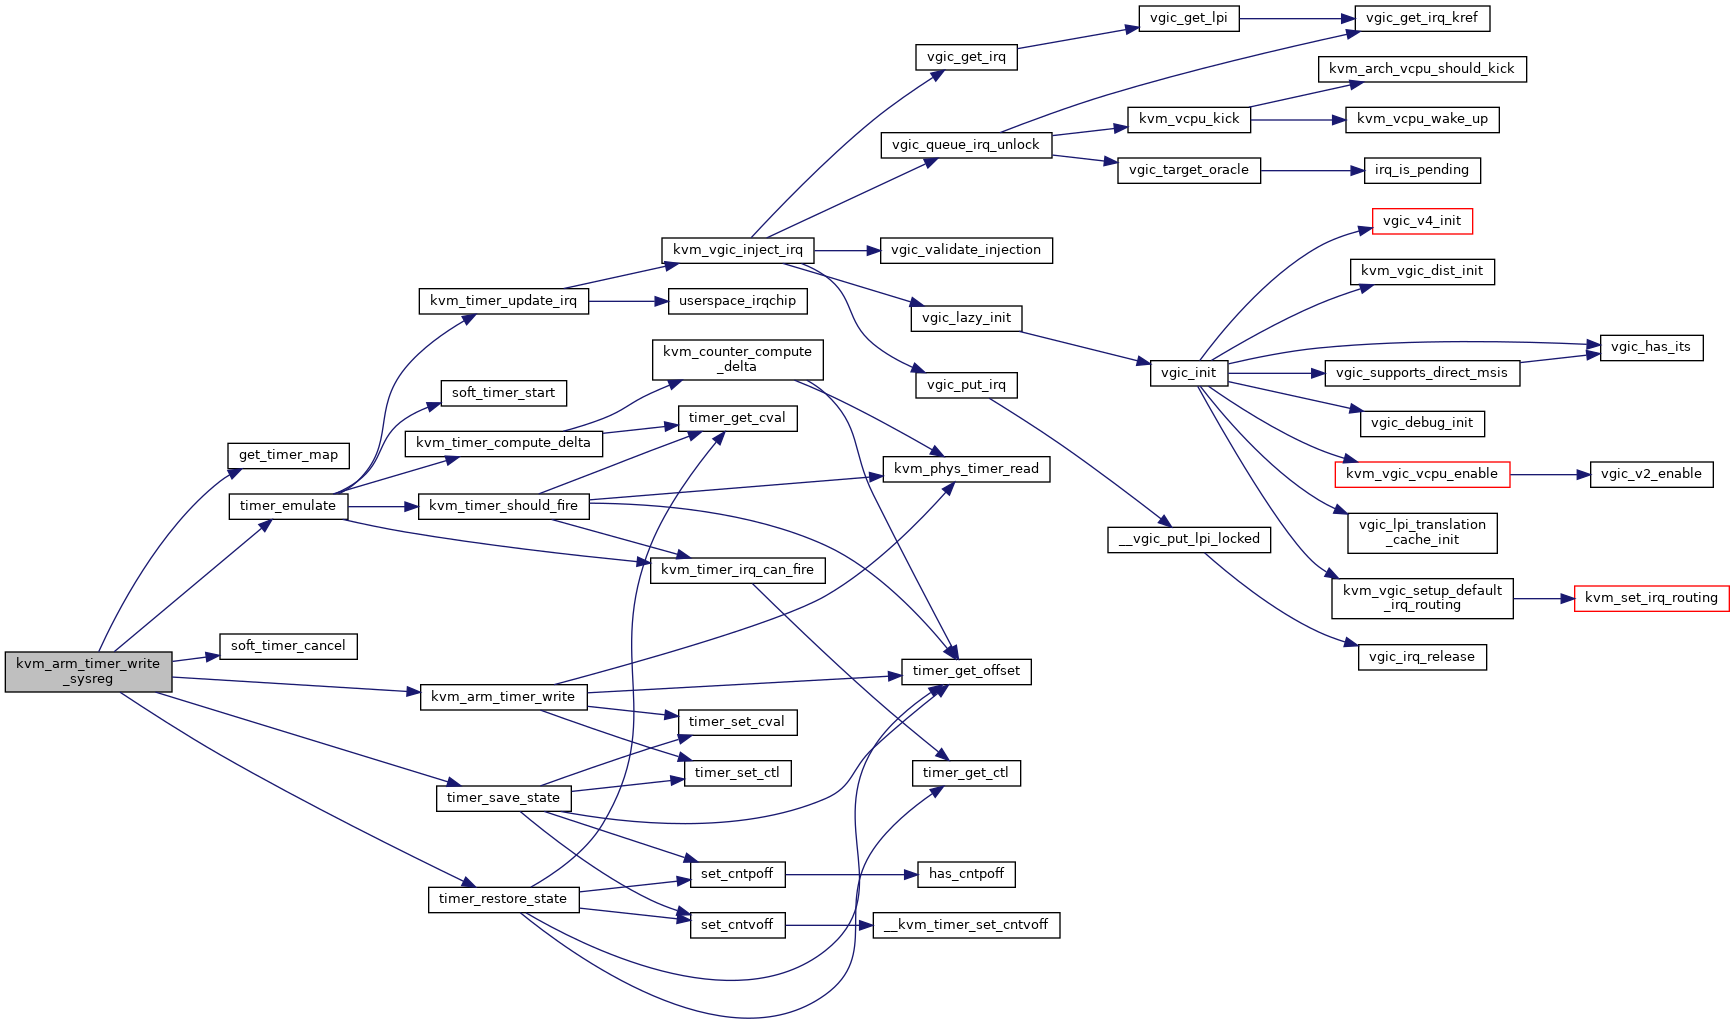 vgic_get_lpi
vgic_get_irq_kref
vgic_get_irq
kvm_arch_vcpu_should_kick
kvm_vcpu_kick
kvm_vcpu_wake_up
vgic_queue_irq_unlock
vgic_target_oracle
irq_is_pending
vgic_v4_init
kvm_vgic_inject_irq
vgic_validate_injection
kvm_vgic_dist_init
kvm_timer_update_irq
userspace_irqchip
vgic_lazy_init
kvm_counter_compute
_delta
vgic_has_its
vgic_init
vgic_supports_direct_msis
vgic_put_irq
soft_timer_start
timer_get_cval
vgic_debug_init
kvm_timer_compute_delta
get_timer_map
kvm_phys_timer_read
kvm_vgic_vcpu_enable
vgic_v2_enable
timer_emulate
kvm_timer_should_fire
vgic_lpi_translation
_cache_init
__vgic_put_lpi_locked
kvm_timer_irq_can_fire
kvm_vgic_setup_default
_irq_routing
kvm_set_irq_routing
soft_timer_cancel
vgic_irq_release
kvm_arm_timer_write
_sysreg
timer_get_offset
kvm_arm_timer_write
timer_set_cval
timer_set_ctl
timer_get_ctl
timer_save_state
set_cntpoff
has_cntpoff
timer_restore_state
set_cntvoff
__kvm_timer_set_cntvoff